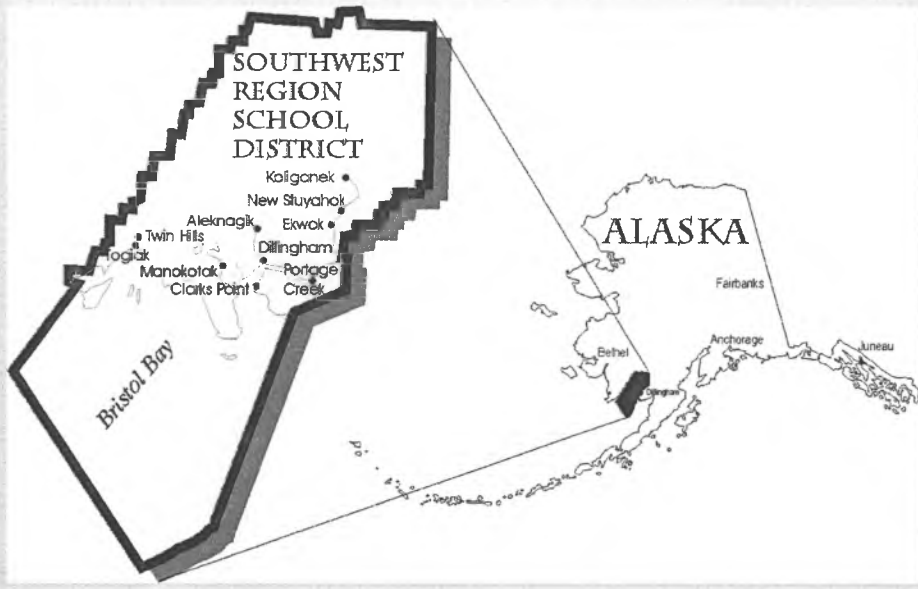 SOUTHWEST
REGION
SCHOOL
DISTRICT
Koliganek
New Stuyahok
Aleknagik
Ekwok
Twin Hills
Togiak
Dillingham
Manokotak
Portage
Creek
Clarks Point
Bristol Bay
ALASKA
Fairbanks
Anchorage
Juneau
Bethel
Dillingham